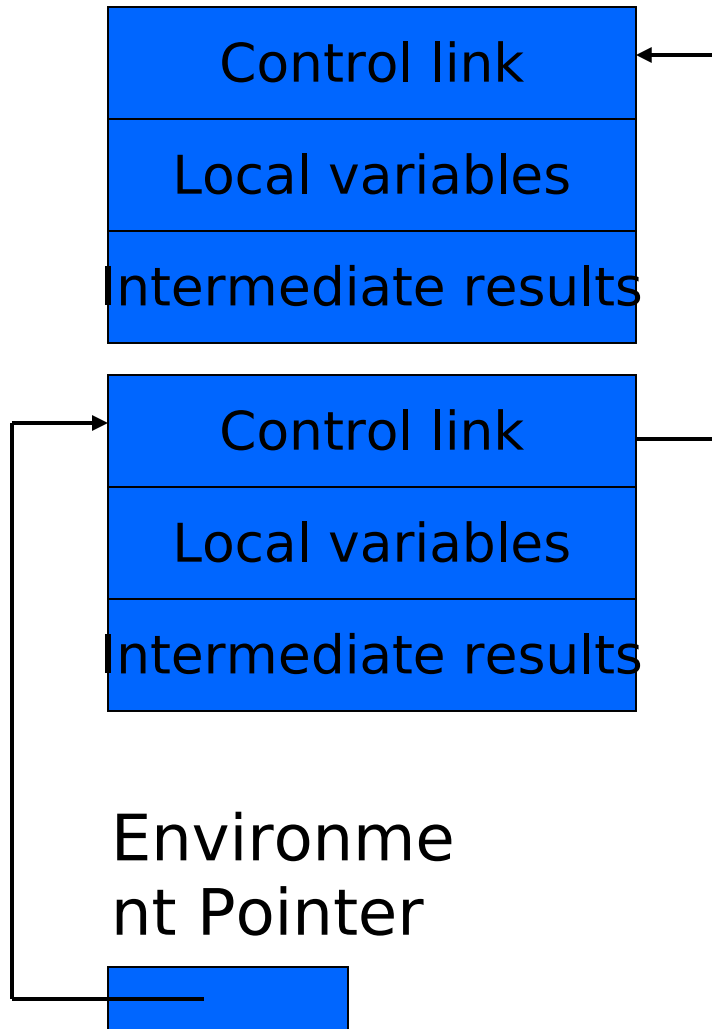 Control link
Local variables
Intermediate results
Control link
Local variables
Intermediate results
Environme
nt Pointer